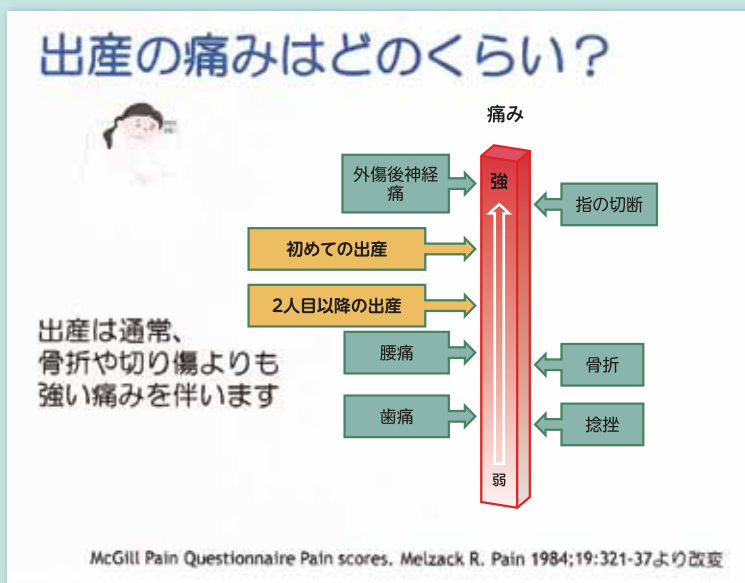 出産の痛みはどのくらい？
痛み
外傷後神経
痛
強
指の切断
初めての出産
2人目以降の出産
出産は通常、
骨折や切り傷よりも
強い痛みを伴います
腰痛
骨折
歯痛
捻挫
弱
McGill Pain Questionnaire Pain scores. Melzack R. Pain 1984;19:321-37より改変